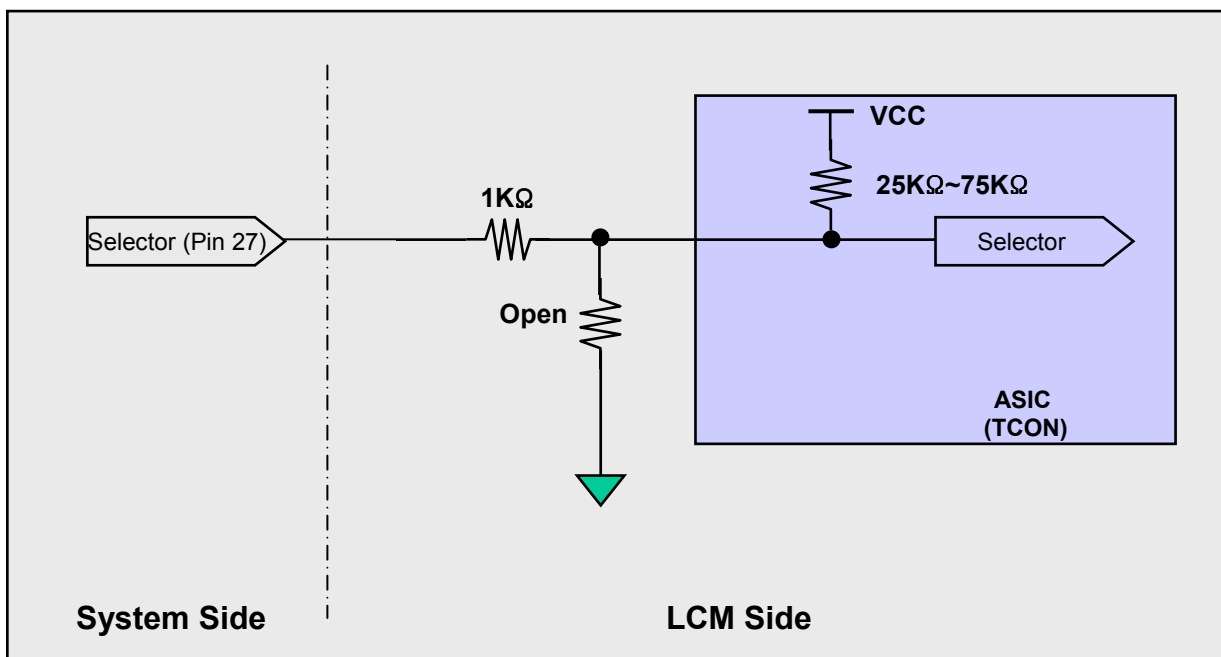 VCC
25KΩ~75KΩ
1KΩ
Selector (Pin 27)
Selector
Open
ASIC
(TCON)
System Side
LCM Side